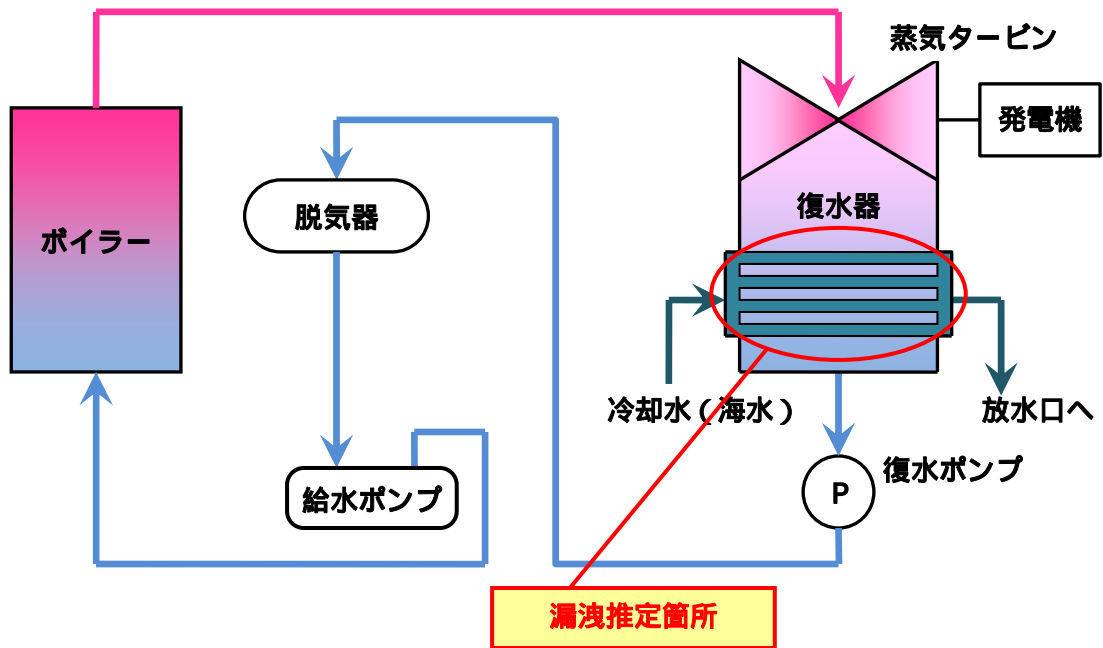 蒸気タービン
発電機
脱気器
復水器
ボイラー
冷却水(海水)
放水口へ
復水ポンプ
給水ポンプ
P
漏洩推定箇所